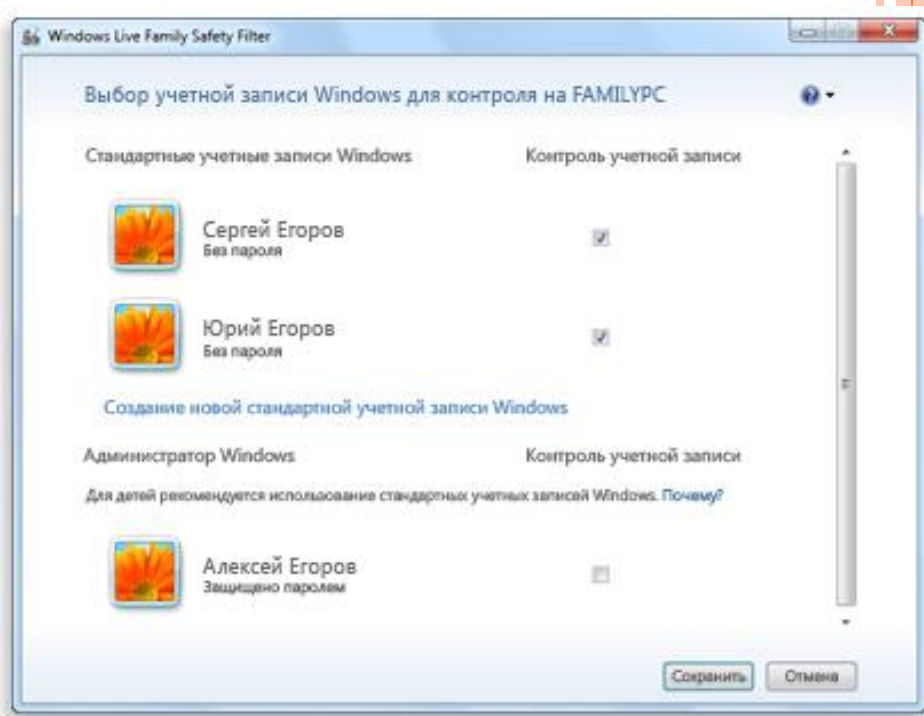 Windows Live Family Safety Filter
Выбор учетной записи Windows для контроля на FAMILYPC
Стандартные учетные записи Windows Контроль учетной записи
Сергей Егоров
Без пароля
Юрий Егоров
Без пароля
Создание новой стандартной учетной записи Windows
Администратор Windows Контроль учетной записи
Для детей рекомендуется использование стандартных учетных записей Windows. Почему?
Алексей Егоров
Защищено паролем
Сохранить Отмена